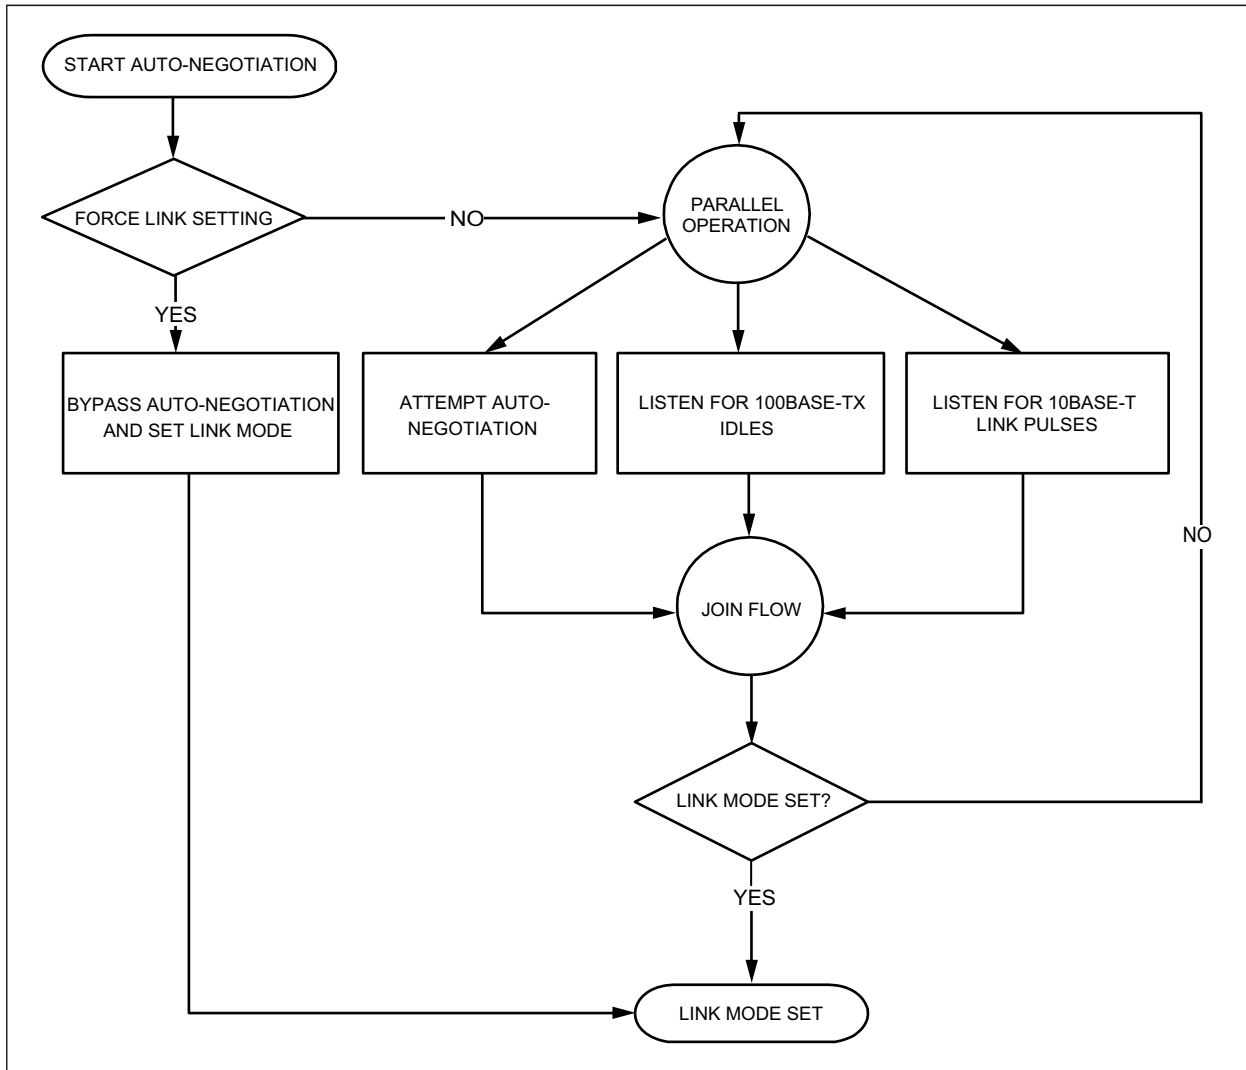 START AUTO-NEGOTIATION
FORCE LINK SETTING
NO
PARALLEL
OPERATION
YES
BYPASS AUTO-NEGOTIATION
AND SET LINK MODE
ATTEMPT AUTO-
NEGOTIATION
LISTEN FOR 100BASE-TX
IDLES
LISTEN FOR 10BASE-T
LINK PULSES
NO
JOIN FLOW
LINK MODE SET?
YES
LINK MODE SET